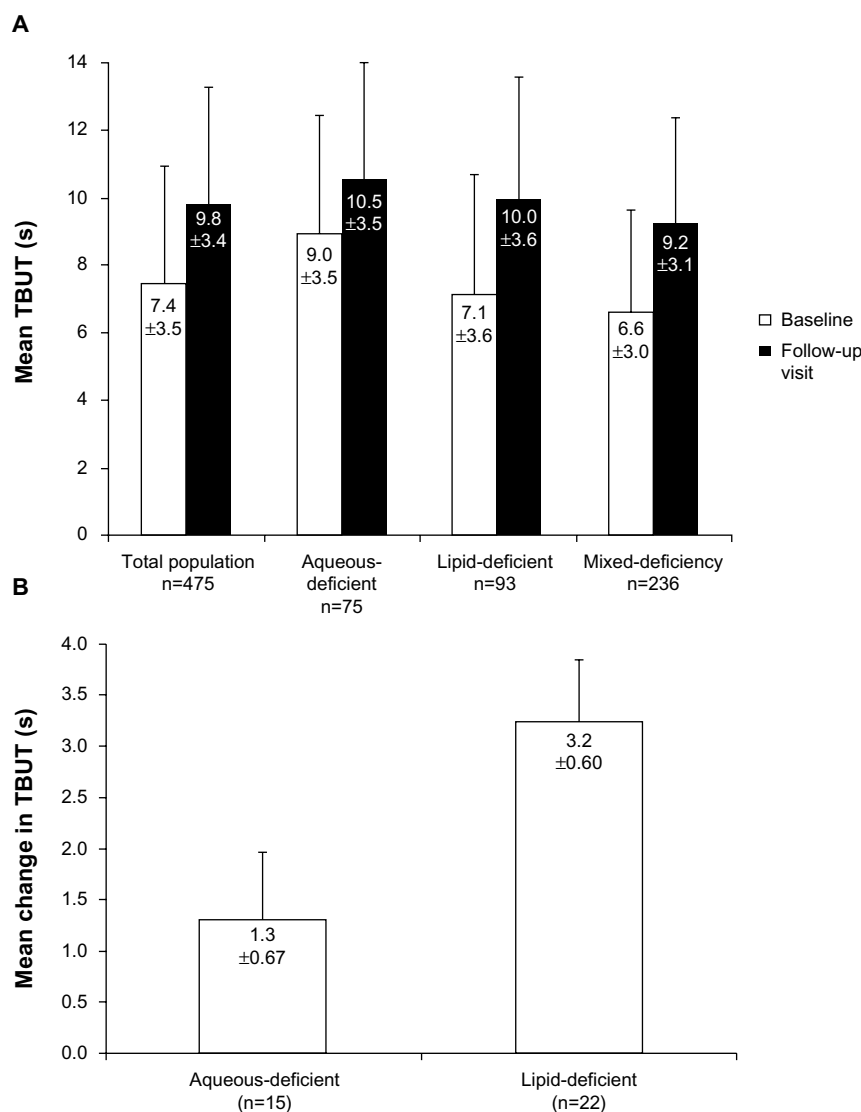 A
Mean TBUT (s)
14
12
10
8
6
4
2
0
7.4
±3.5
9.8
±3.4
9.0
±3.5
10.5
±3.5
7.1
±3.6
10.0
±3.6
6.6
±3.0
9.2
±3.1
Baseline
Follow-up
visit
Total population
n=475
Aqueous-
deficient
n=75
Lipid-deficient
n=93
Mixed-deficiency
n=236
B
Mean change in TBUT (s)
4.0
3.5
3.0
2.5
2.0
1.5
1.0
0.5
0.0
1.3
±0.67
3.2
±0.60
Aqueous-deficient
(n=15)
Lipid-deficient
(n=22)